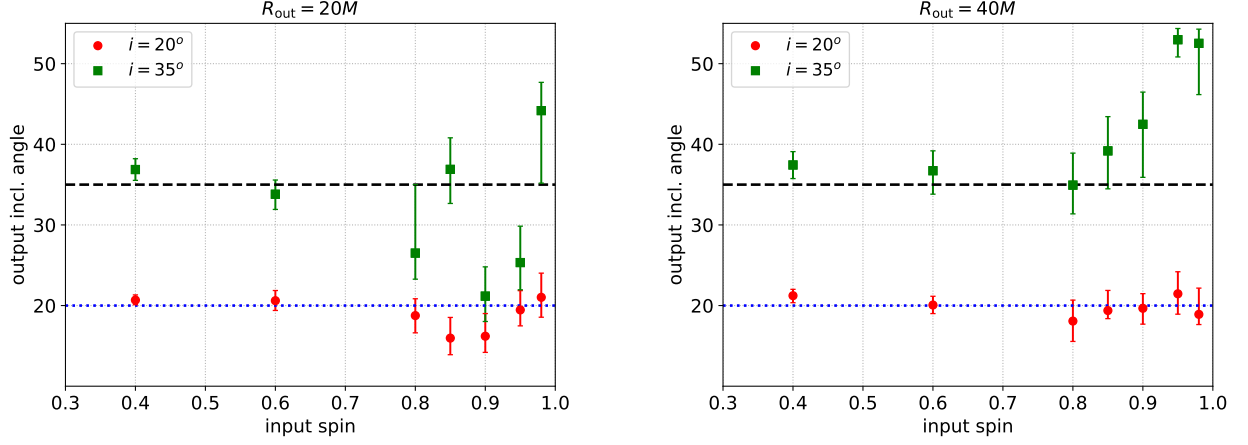 R_out = 20M
i = 20^o
i = 35^o
output incl. angle
50
40
30
20
0.3 0.4 0.5 0.6 0.7 0.8 0.9 1.0
input spin
R_out = 40M
i = 20^o
i = 35^o
output incl. angle
50
40
30
20
0.3 0.4 0.5 0.6 0.7 0.8 0.9 1.0
input spin